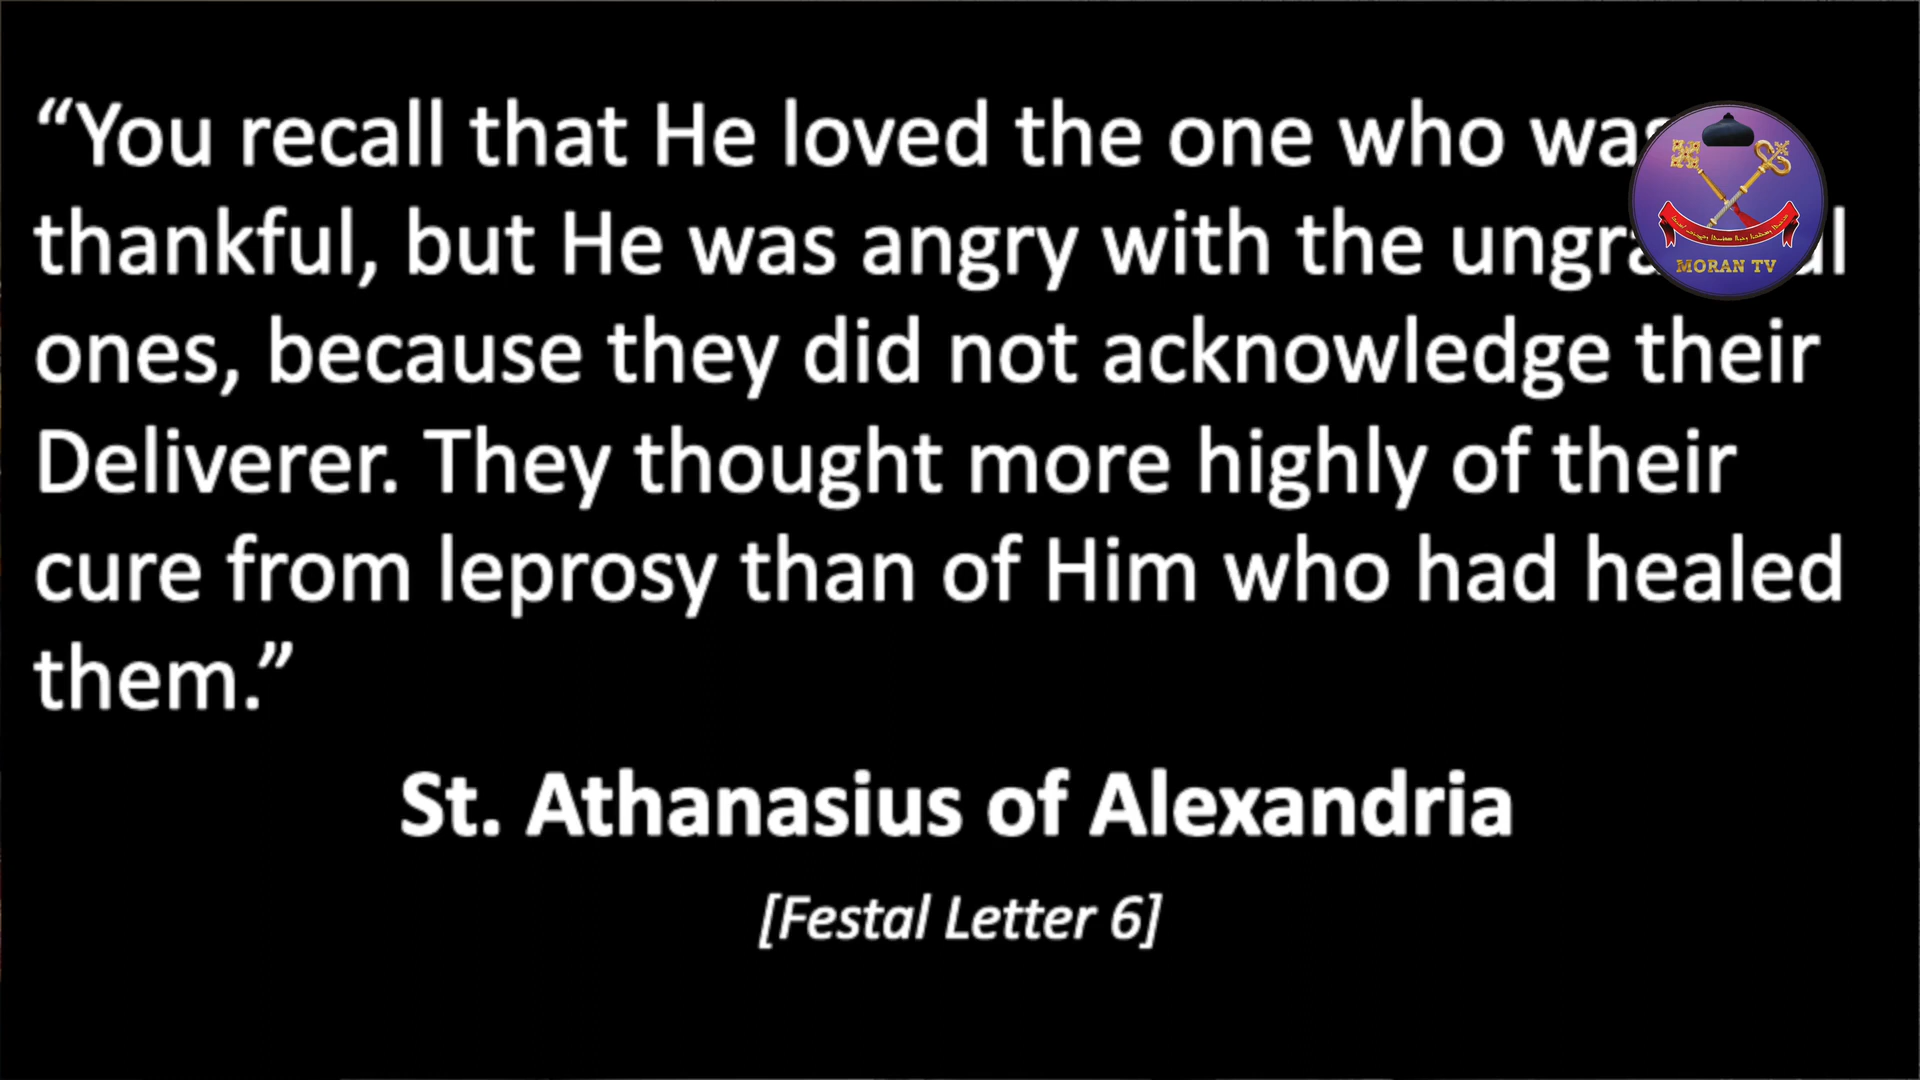 “You recall that He loved the one who was
thankful, but He was angry with the
ones, because they did not acknowledge their
Deliverer. They thought more highly of their
cure from leprosy than of Him who had healed
them.”
St. Athanasius of Alexandria
[Festal Letter 6]
MORAN TV